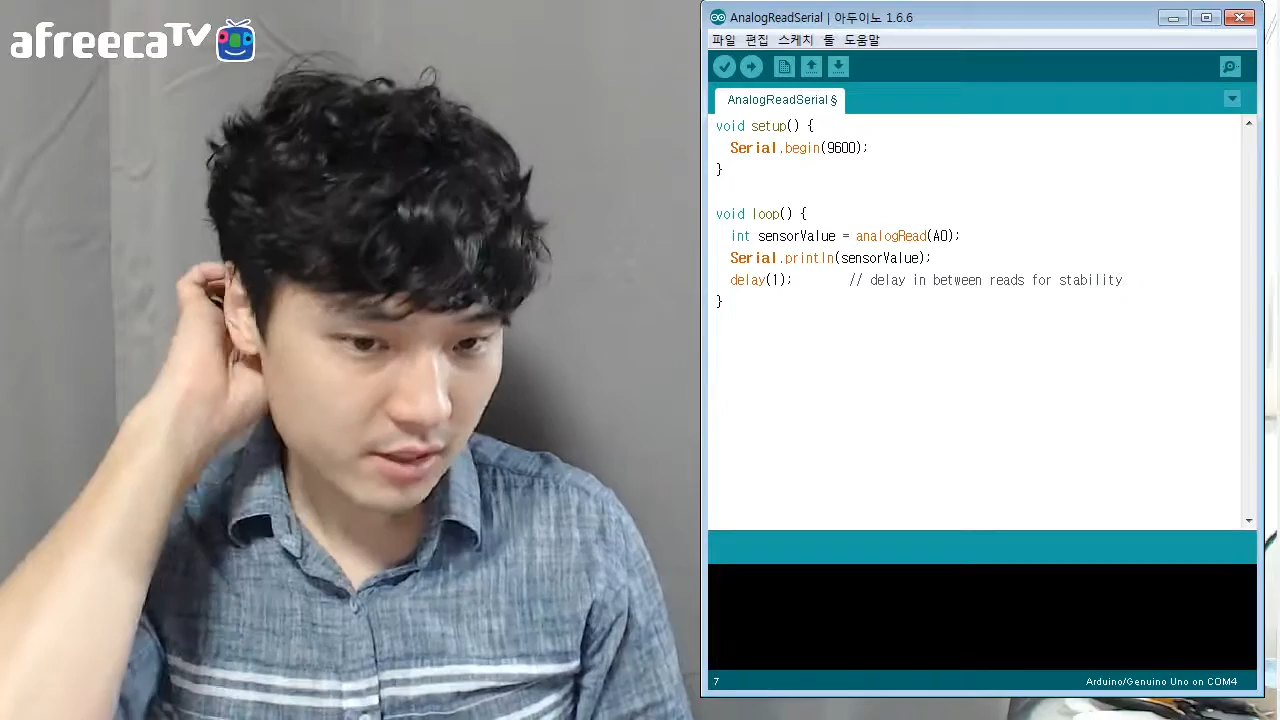 afreecaTV
AnalogReadSerial | 아두이노 1.6.6
파일 편집 스케치 툴 도움말
AnalogReadSerial §
void setup() {
Serial.begin(9600);
}
void loop() {
int sensorValue = analogRead(A0);
Serial.println(sensorValue);
delay(1); // delay in between reads for stability
}
7
Arduino/Genuino Uno on COM4